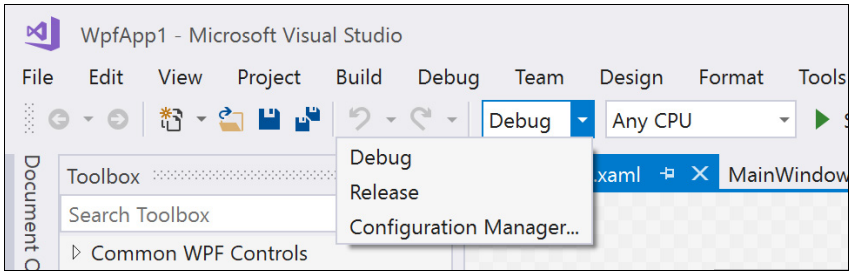 WpfApp1 - Microsoft Visual Studio
File Edit View Project Build Debug Team Design Format Tools
Debug Any CPU
Debug
Release
Configuration Manager...
.xaml MainWindow
Document
Toolbox
Search Toolbox
Common WPF Controls